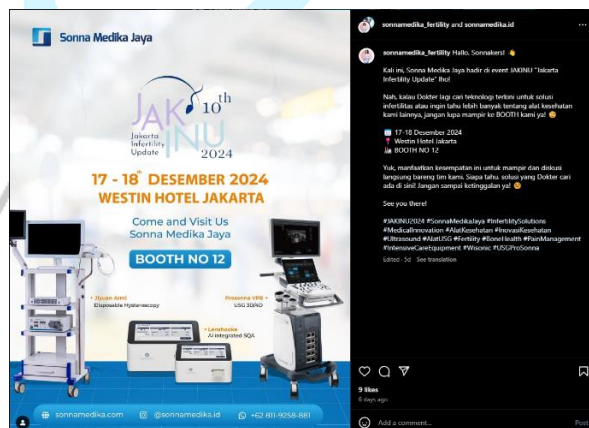 Sonna Medika Jaya
JAK
INU
10th
Jakarta
Infertility
Update
2024
17 - 18th DESEMBER 2024
WESTIN HOTEL JAKARTA
Come and Visit Us
Sonna Medika Jaya
BOOTH NO 12
Disposable Hysteroscopy
USG 3D/4D
• Lenshooke
AI integrated SQA
sonnamedika.com
@sonnamedika.id
+62 811-9258-881
sonnamedika_fertility and sonnamedika.id
sonnamedika_fertility Hallo, Sonnakers! 👋
Kali ini, Sonna Medika Jaya hadir di event JAKINU "Jakarta
Infertility Update" lho!
Nah, kalau Dokter lagi cari teknologi terkini untuk solusi
infertilitas atau ingin tahu lebih banyak tentang alat kesehatan
kami lainnya, jangan lupa mampir ke BOOTH kami ya!
17-18 Desember 2024
Westin Hotel Jakarta
BOOTH NO 12
Yuk, manfaatkan kesempatan ini untuk mampir dan diskusi
langsung bareng tim kami. Siapa tahu, solusi yang Dokter cari
ada di sini! Jangan sampai ketinggalan ya!
See you there!
#JAKINU2024 #SonnaMedikaJaya #InfertilitySolutions
#MedicalInnovation #AlatKesehatan #InovasiKesehatan
#Ultrasound #AlatUSG #Fertility #BoneHealth #PainManagement
#IntensiveCareEquipment #Wisonic #USGProSonna
Edited · 5d See translation
9 likes
6 days ago
Add a comment...
Post